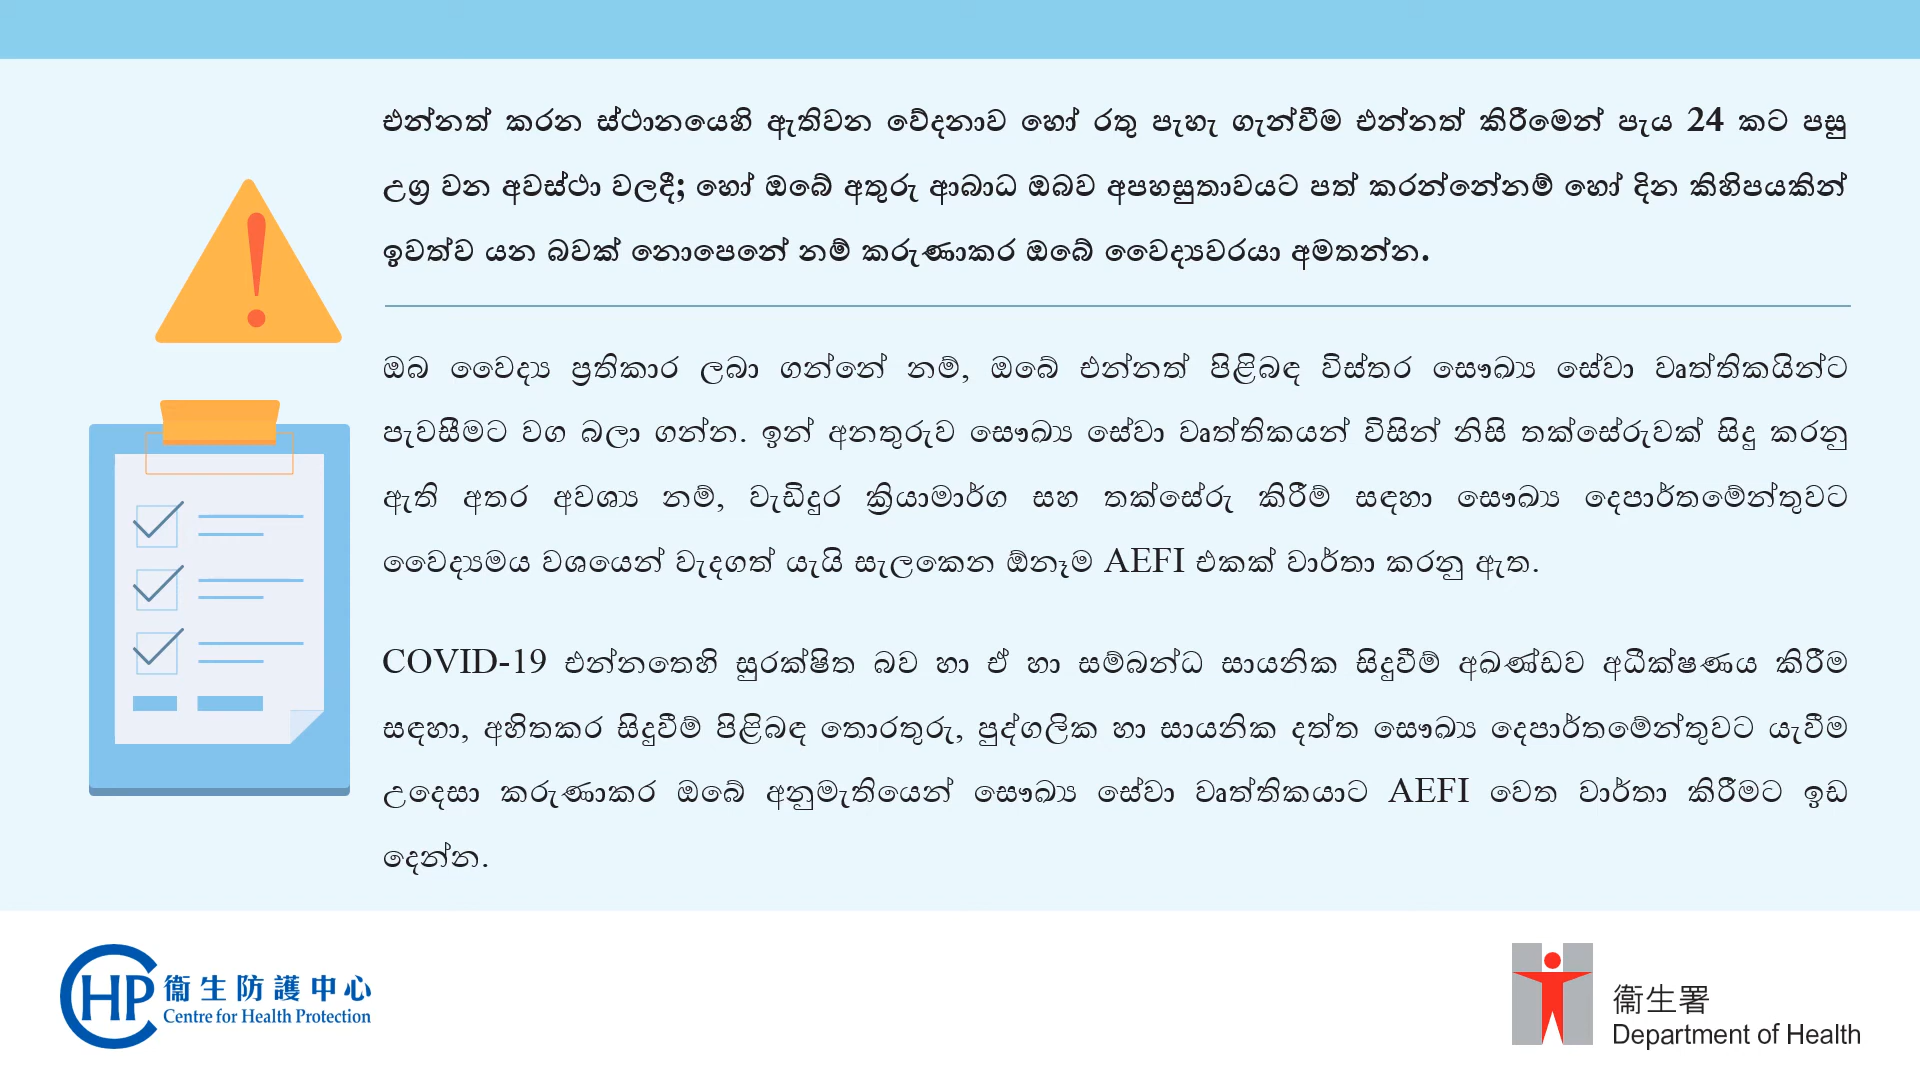 එන්නත් කරන ස්ථානයෙහි ඇතිවන වේදනාව හෝ රතු පැහැ ගැන්වීම එන්නත් කිරීමෙන් පැය 24 කට පසු
උග්‍ර වන අවස්ථා වලදී; හෝ ඔබේ අතුරු ආබාධ ඔබව අපහසුතාවයට පත් කරන්නේනම් හෝ දින කිහිපයකින්
ඉවත්ව යන බවක් නොපෙනේ නම් කරුණාකර ඔබේ වෛද්‍යවරයා අමතන්න.
ඔබ වෛද්‍ය ප්‍රතිකාර ලබා ගන්නේ නම්, ඔබේ එන්නත් පිළිබඳ විස්තර සෞඛ්‍ය සේවා වෘත්තිකයින්ට
පැවසීමට වග බලා ගන්න. ඉන් අනතුරුව සෞඛ්‍ය සේවා වෘත්තිකයන් විසින් නිසි තක්සේරුවක් සිදු කරනු
ඇති අතර අවශ්‍ය නම්, වැඩිදුර ක්‍රියාමාර්ග සහ තක්සේරු කිරීම් සඳහා සෞඛ්‍ය දෙපාර්තමේන්තුවට
වෛද්‍යමය වශයෙන් වැදගත් යැයි සැලකෙන ඕනෑම AEFI එකක් වාර්තා කරනු ඇත.
COVID-19 එන්නතෙහි සුරක්ෂිත බව හා ඒ හා සම්බන්ධ සායනික සිදුවීම් අඛණ්ඩව අධීක්ෂණය කිරීම
සඳහා, අහිතකර සිදුවීම් පිළිබඳ තොරතුරු, පුද්ගලික හා සායනික දත්ත සෞඛ්‍ය දෙපාර්තමේන්තුවට යැවීම
උදෙසා කරුණාකර ඔබේ අනුමැතියෙන් සෞඛ්‍ය සේවා වෘත්තිකයාට AEFI වෙත වාර්තා කිරීමට ඉඩ
දෙන්න.
CHP 衞生防護中心
Centre for Health Protection
衞生署
Department of Health